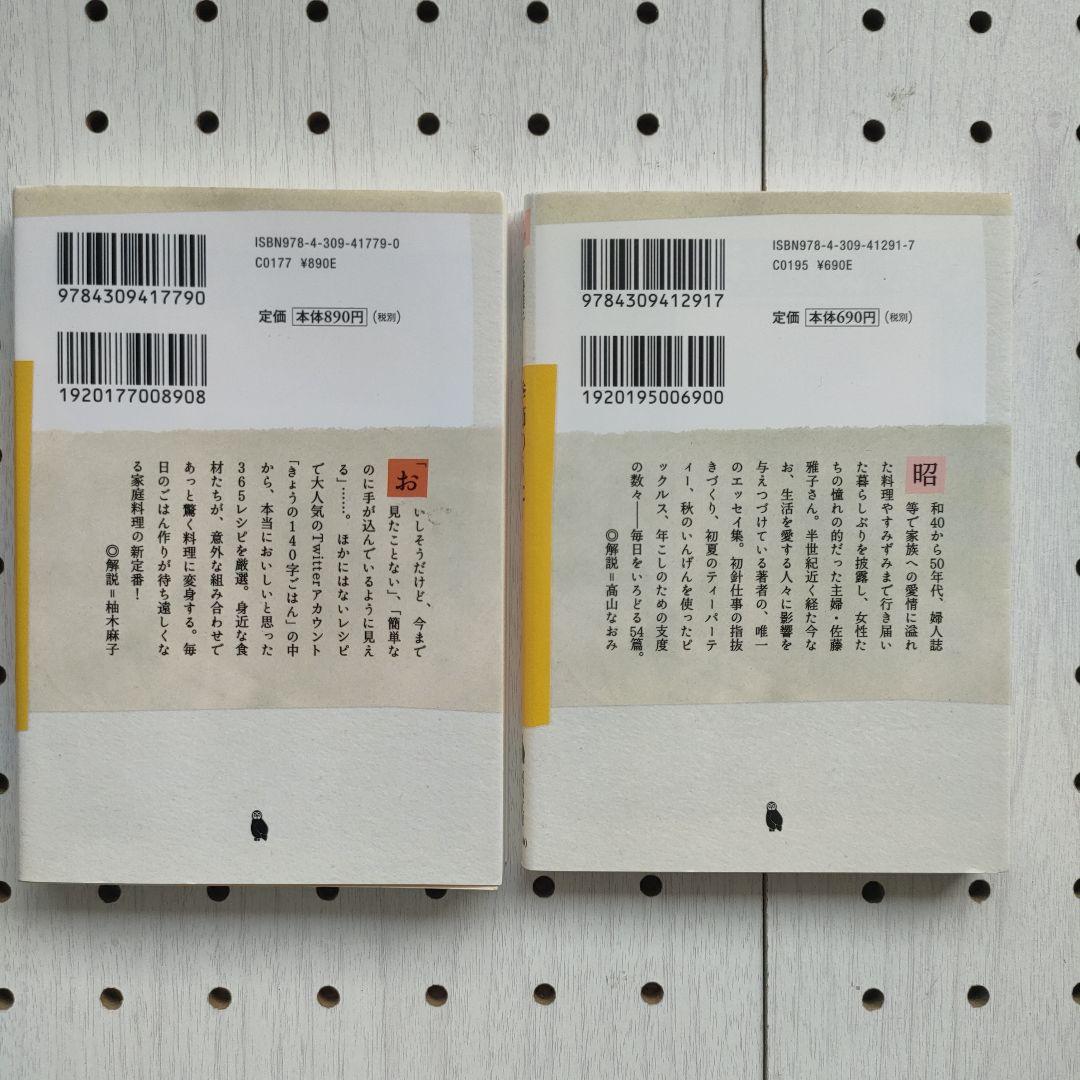 ISBN978-4-309-41779-0
C0177 ¥890E
9784309417790
定価 本体890円(税別)
1920177008908
「おいしそうだけど、今まで
見たことない」、「簡単な
のに手が込んでいるように見え
る」……。ほかにはないレシピ
で大人気のTwitterアカウント
「きょうの140字ごはん」の中
から、本当においしいと思った
365レシピを厳選。身近な食
材たちが、意外な組み合わせで
あっと驚く料理に変身する。毎
日のごはん作りが待ち遠しくな
る家庭料理の新定番!
◎解説=柚木麻子
ISBN978-4-309-41291-7
C0195 ¥690E
9784309412917
定価 本体690円(税別)
1920195006900
昭和40から50年代、婦人誌
等で家族への愛情に溢れ
た料理やすみずみまで行き届い
た暮らしぶりを披露し、女性た
ちの憧れの的だった主婦・佐藤
雅子さん。半世紀近く経た今な
お、生活を愛する人々に影響を
与えつづけている著者の、唯一
のエッセイ集。初針仕事の指抜
きづくり、初夏のティーパーテ
ィー、秋のいんげんを使ったピ
ックルス、年こしのための支度
の数々——毎日をいろどる54篇。
◎解説=高山なおみ